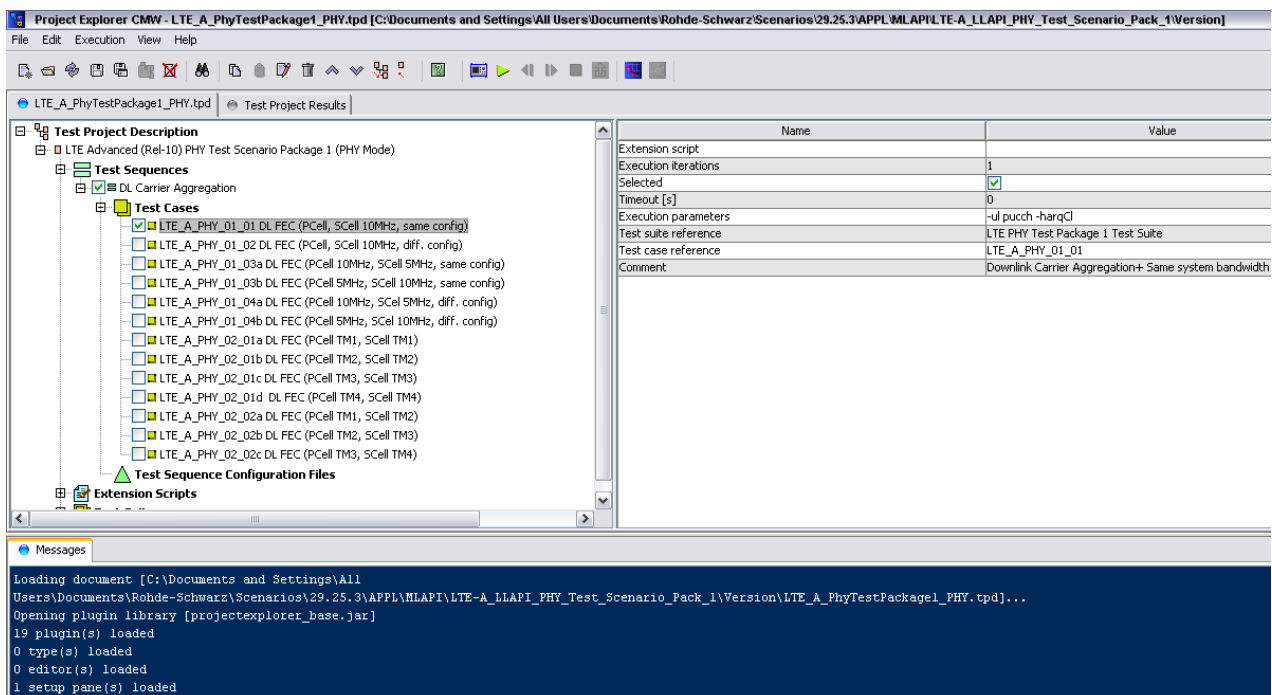 Project Explorer CMW - LTE_A_PhyTestPackage1_PHY.tpd [C:\Documents and Settings\All Users\Documents\Rohde-Schwarz\Scenarios\29.25.3\APPL\MLAPI\LTE-A_LLAPI_PHY_Test_Scenario_Pack_1\Version]
File Edit Execution View Help
LTE_A_PhyTestPackage1_PHY.tpd Test Project Results
Test Project Description
LTE Advanced (Rel-10) PHY Test Scenario Package 1 (PHY Mode)
Test Sequences
DL Carrier Aggregation
Test Cases
LTE_A_PHY_01_01 DL FEC (PCell, SCell 10MHz, same config)
LTE_A_PHY_01_02 DL FEC (PCell, SCell 10MHz, diff. config)
LTE_A_PHY_01_03a DL FEC (PCell 10MHz, SCell 5MHz, same config)
LTE_A_PHY_01_03b DL FEC (PCell 5MHz, SCell 10MHz, same config)
LTE_A_PHY_01_04a DL FEC (PCell 10MHz, SCel 5MHz, diff. config)
LTE_A_PHY_01_04b DL FEC (PCell 5MHz, SCel 10MHz, diff. config)
LTE_A_PHY_02_01a DL FEC (PCell TM1, SCell TM1)
LTE_A_PHY_02_01b DL FEC (PCell TM2, SCell TM2)
LTE_A_PHY_02_01c DL FEC (PCell TM3, SCell TM3)
LTE_A_PHY_02_01d DL FEC (PCell TM4, SCell TM4)
LTE_A_PHY_02_02a DL FEC (PCell TM1, SCell TM2)
LTE_A_PHY_02_02b DL FEC (PCell TM2, SCell TM3)
LTE_A_PHY_02_02c DL FEC (PCell TM3, SCell TM4)
Test Sequence Configuration Files
Extension Scripts
Name Value
Extension script
Execution iterations 1
Selected
Timeout [s] 0
Execution parameters -ul pucch -harqCl
Test suite reference LTE PHY Test Package 1 Test Suite
Test case reference LTE_A_PHY_01_01
Comment Downlink Carrier Aggregation+ Same system bandwidth
Messages
Loading document [C:\Documents and Settings\All
Users\Documents\Rohde-Schwarz\Scenarios\29.25.3\APPL\MLAPI\LTE-A_LLAPI_PHY_Test_Scenario_Pack_1\Version\LTE_A_PhyTestPackage1_PHY.tpd]...
Opening plugin library [projectexplorer_base.jar]
19 plugin(s) loaded
0 type(s) loaded
0 editor(s) loaded
1 setup pane(s) loaded